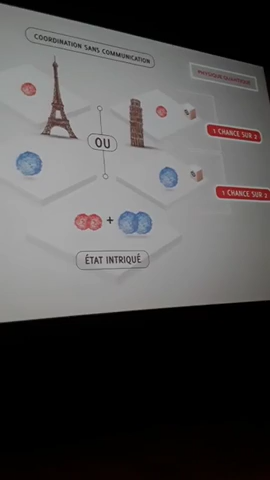 COORDINATION SANS COMMUNICATION
PHYSIQUE QUANTIQUE
1 CHANCE SUR 2
OU
1 CHANCE SUR 2
+
ÉTAT INTRIQUÉ